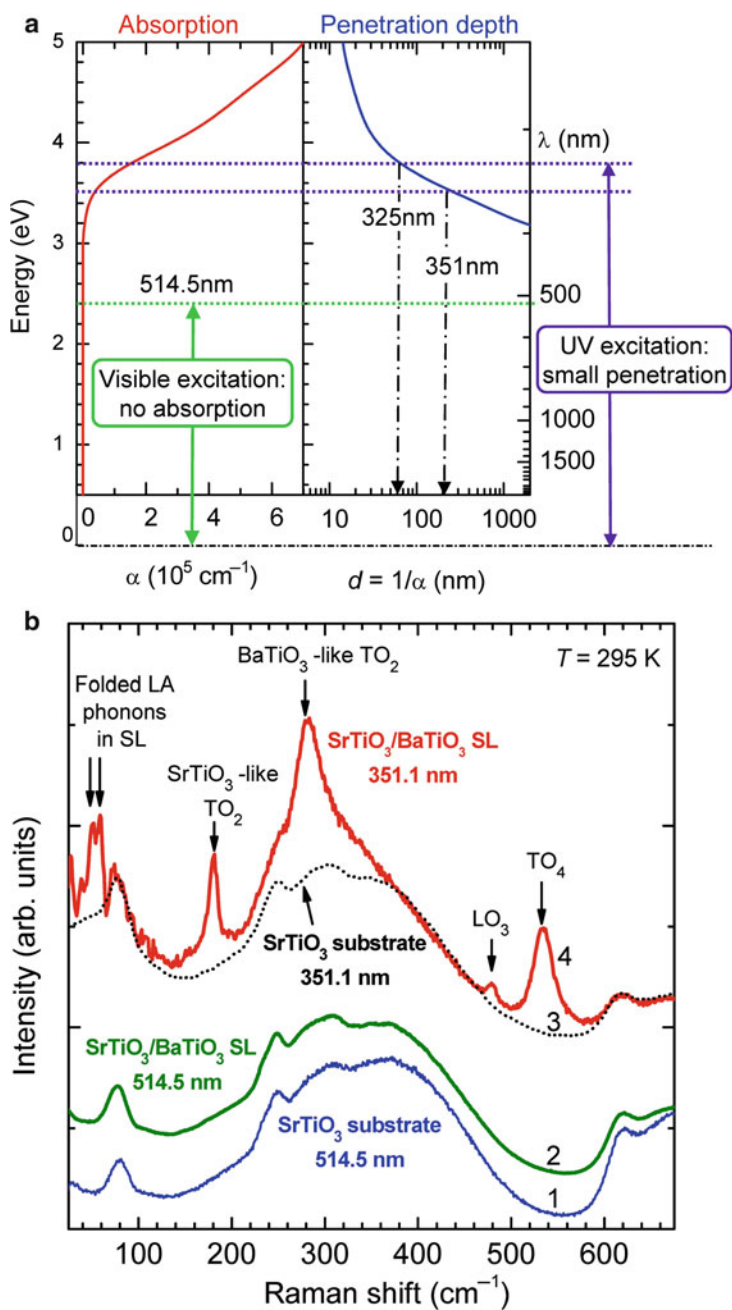 a
Absorption
Penetration depth
5
4
3
2
1
0
Energy (eV)
10
100
1000
λ (nm)
325nm
351nm
514.5nm
500
Visible excitation:
no absorption
UV excitation:
small penetration
1000
1500
0
2
4
6
10
100
1000
α (10⁵ cm⁻¹)
d = 1/α (nm)
b
BaTiO₃ -like TO₂
T = 295 K
Folded LA
phonons
in SL
SrTiO₃/BaTiO₃ SL
351.1 nm
SrTiO₃ -like
TO₂
TO₄
LO₃
4
SrTiO₃ substrate
351.1 nm
3
SrTiO₃/BaTiO₃ SL
514.5 nm
SrTiO₃ substrate
514.5 nm
2
1
Intensity (arb. units)
100
200
300
400
500
600
Raman shift (cm⁻¹)